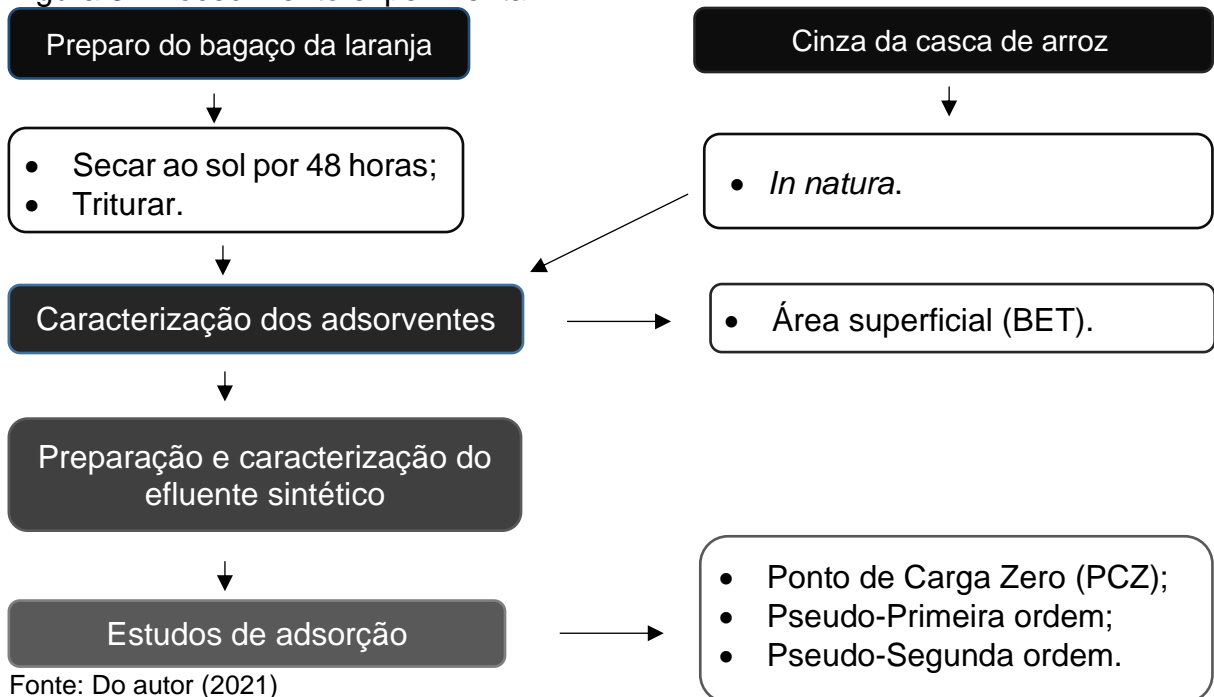 Preparo do bagaço da laranja
Cinza da casca de arroz
• Secar ao sol por 48 horas;
• Triturar.
• In natura.
Caracterização dos adsorventes
• Área superficial (BET).
Preparação e caracterização do
efluente sintético
Estudos de adsorção
• Ponto de Carga Zero (PCZ);
• Pseudo-Primeira ordem;
• Pseudo-Segunda ordem.
Fonte: Do autor (2021)